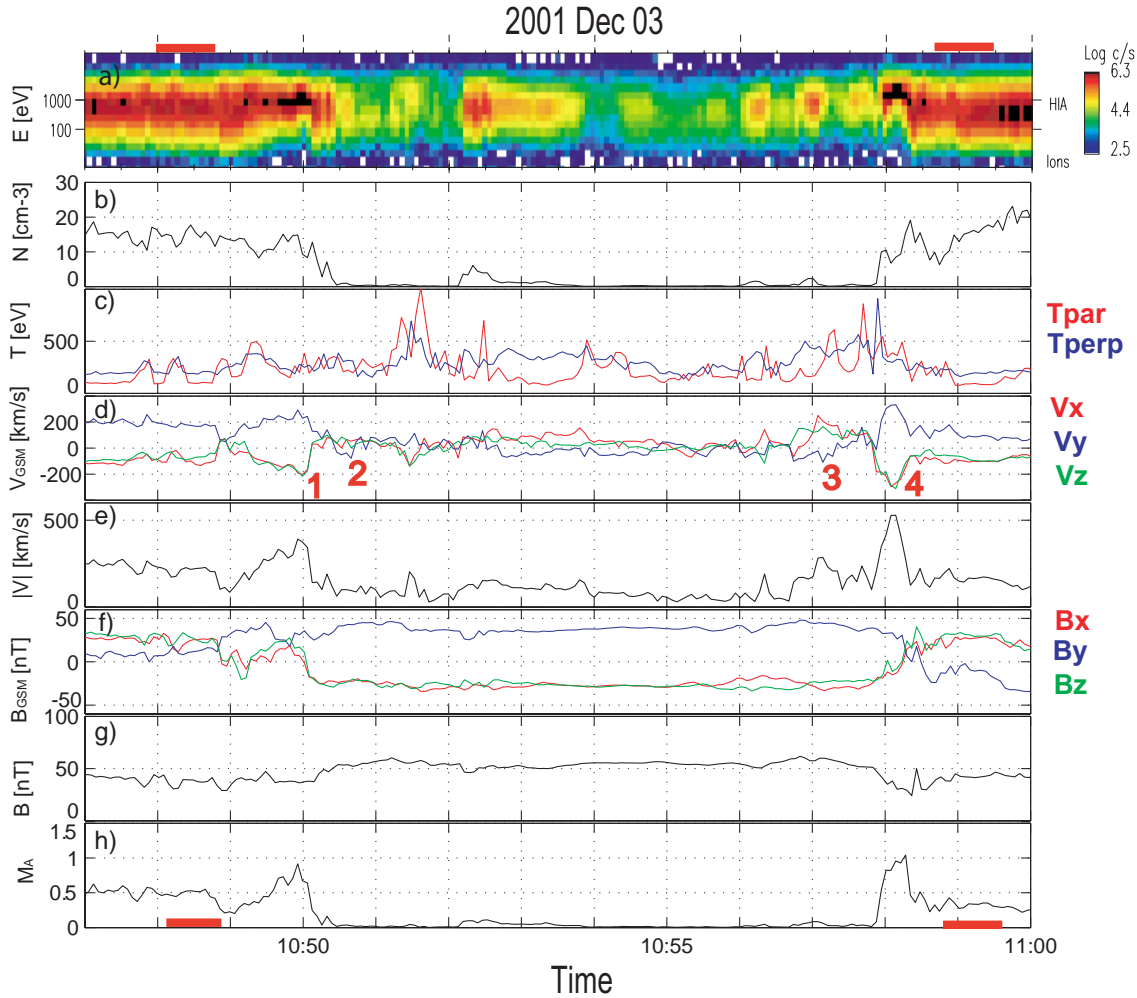 2001 Dec 03
a)
E [eV]
1000
100
Log c/s
6.3
4.4
2.5
HIA
Ions
b)
N [cm-3]
30
20
10
0
c)
T [eV]
500
0
Tpar
Tperp
d)
VGSM [km/s]
200
0
-200
1
2
3
4
Vx
Vy
Vz
e)
|V| [km/s]
500
0
f)
BGSM [nT]
50
0
-50
Bx
By
Bz
g)
B [nT]
100
50
0
h)
MA
1.5
1
0.5
0
10:50
10:55
11:00
Time